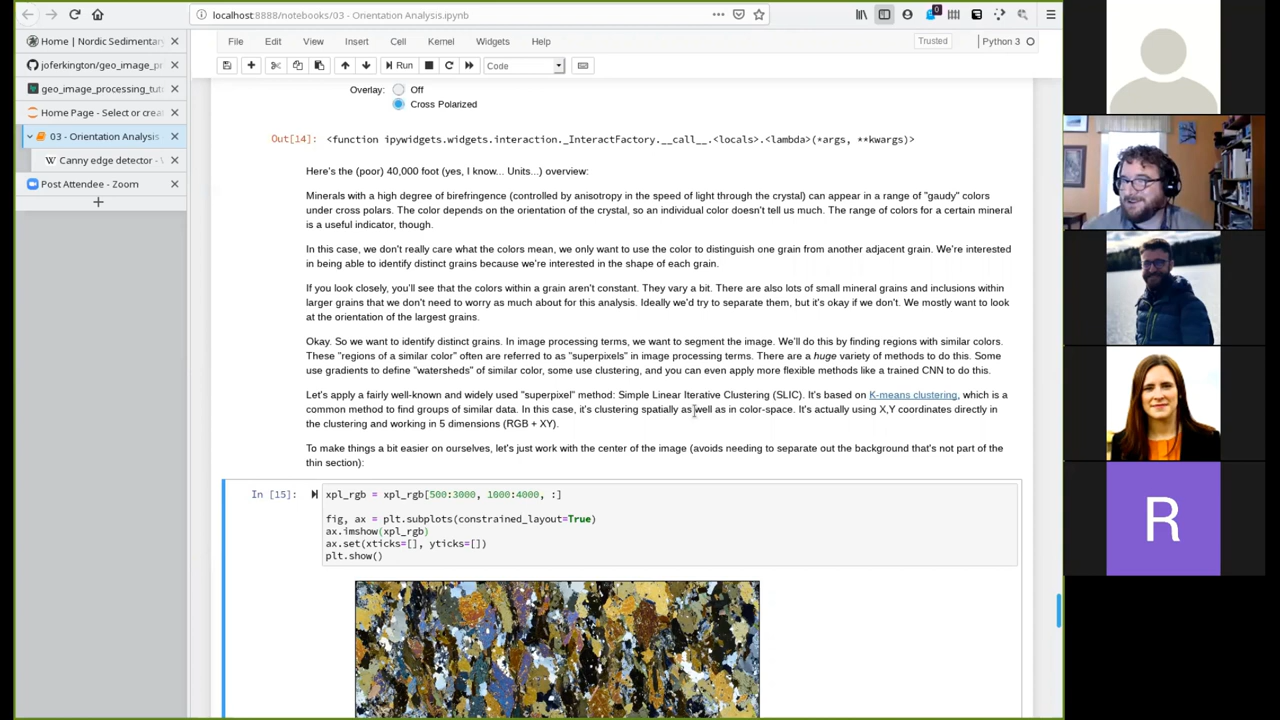 localhost:8888/notebooks/03 - Orientation Analysis.ipynb
0
Home | Nordic Sedimentar
joferkington/geo_image_pr
geo_image_processing_tut
Home Page - Select or creat
03 - Orientation Analysis
Canny edge detector -
Post Attendee - Zoom
File Edit View Insert Cell Kernel Widgets Help
Trusted
Python 3
Run
Code
Overlay:
Off
Cross Polarized
Out[14]: <function ipywidgets.widgets.interaction._InteractFactory.__call__.<locals>.<lambda>(*args, **kwargs)>
Here's the (poor) 40,000 foot (yes, I know... Units...) overview:
Minerals with a high degree of birefringence (controlled by anisotropy in the speed of light through the crystal) can appear in a range of "gaudy" colors
under cross polars. The color depends on the orientation of the crystal, so an individual color doesn't tell us much. The range of colors for a certain mineral
is a useful indicator, though.
In this case, we don't really care what the colors mean, we only want to use the color to distinguish one grain from another adjacent grain. We're interested
in being able to identify distinct grains because we're interested in the shape of each grain.
If you look closely, you'll see that the colors within a grain aren't constant. They vary a bit. There are also lots of small mineral grains and inclusions within
larger grains that we don't need to worry as much about for this analysis. Ideally we'd try to separate them, but it's okay if we don't. We mostly want to look
at the orientation of the largest grains.
Okay. So we want to identify distinct grains. In image processing terms, we want to segment the image. We'll do this by finding regions with similar colors.
These "regions of a similar color" often are referred to as "superpixels" in image processing terms. There are a huge variety of methods to do this. Some
use gradients to define "watersheds" of similar color, some use clustering, and you can even apply more flexible methods like a trained CNN to do this.
Let's apply a fairly well-known and widely used "superpixel" method: Simple Linear Iterative Clustering (SLIC). It's based on K-means clustering, which is a
common method to find groups of similar data. In this case, it's clustering spatially as well as in color-space. It's actually using X,Y coordinates directly in
the clustering and working in 5 dimensions (RGB + XY).
To make things a bit easier on ourselves, let's just work with the center of the image (avoids needing to separate out the background that's not part of the
thin section):
In [15]:
xpl_rgb = xpl_rgb[500:3000, 1000:4000, :]
fig, ax = plt.subplots(constrained_layout=True)
ax.imshow(xpl_rgb)
ax.set(xticks=[], yticks=[])
plt.show()
R